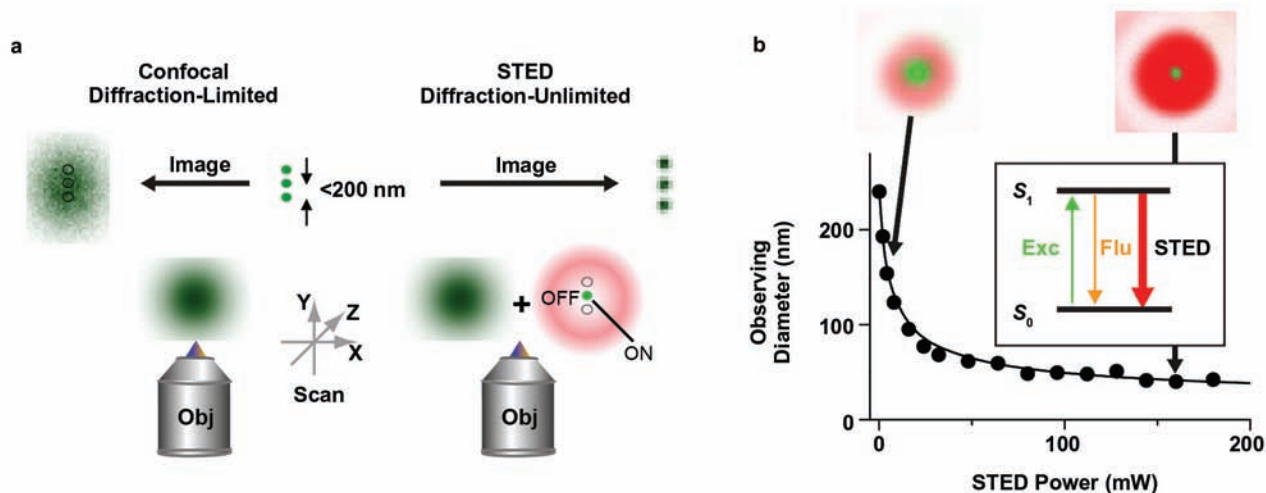 a
Confocal
Diffraction-Limited
STED
Diffraction-Unlimited
Image
<200 nm
Image
OFF
ON
Y
Z
X
Scan
Obj
Obj
b
Observing
Diameter (nm)
200
100
0
S1
Exc
Flu
STED
S0
0
100
200
STED Power (mW)